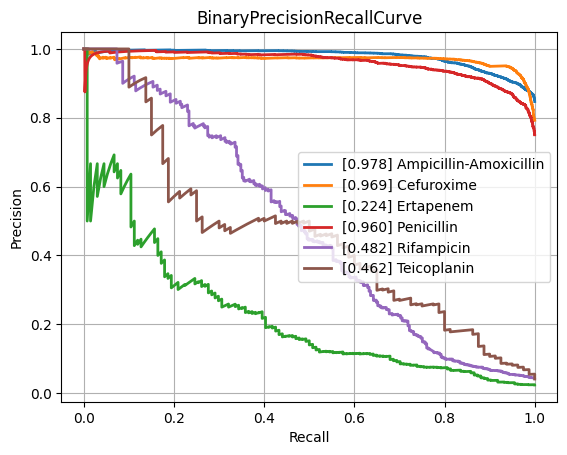 BinaryPrecisionRecallCurve
Precision
1.0
0.8
0.6
0.4
0.2
0.0
[0.978] Ampicillin-Amoxicillin
[0.969] Cefuroxime
[0.224] Ertapenem
[0.960] Penicillin
[0.482] Rifampicin
[0.462] Teicoplanin
0.0 0.2 0.4 0.6 0.8 1.0
Recall